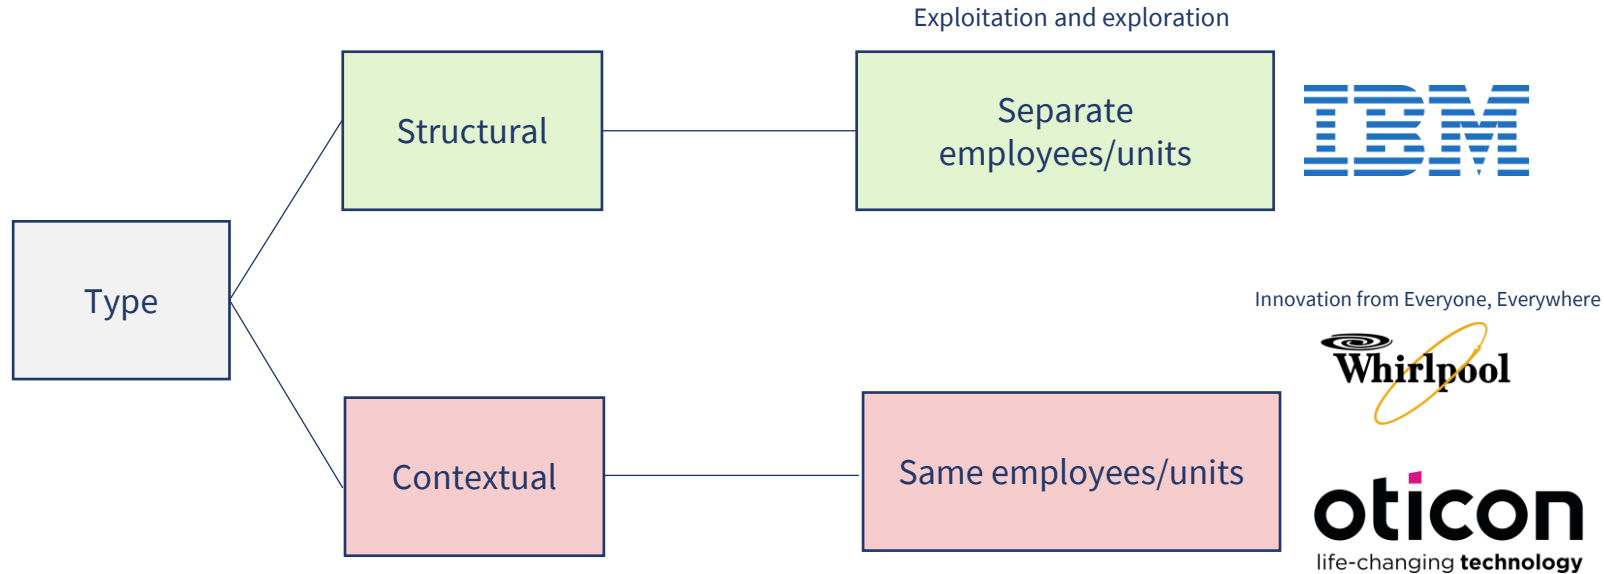 Exploitation and exploration
Structural
Separate
employees/units
IBM
Type
Innovation from Everyone, Everywhere
Whirlpool
Contextual
Same employees/units
oticon
life-changing technology